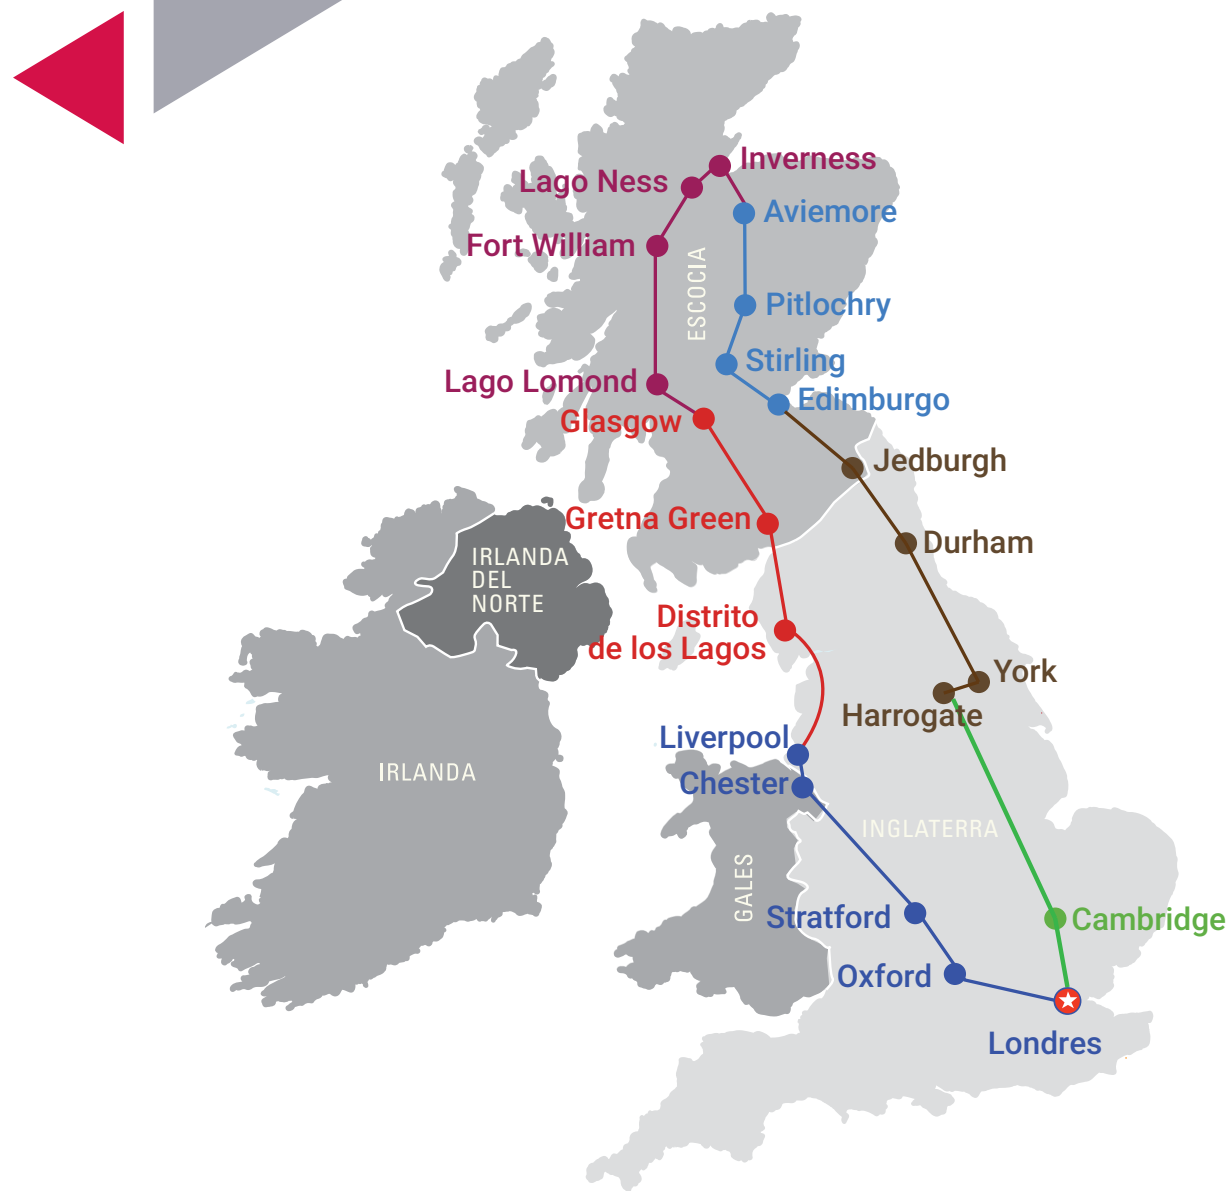 Inverness
Lago Ness
Aviemore
Fort William
ESCOCIA
Pitlochry
Stirling
Lago Lomond
Edimburgo
Glasgow
Jedburgh
Gretna Green
Durham
IRLANDA
DEL
NORTE
Distrito
de los Lagos
York
Harrogate
Liverpool
IRLANDA
Chester
INGLATERRA
GALES
Stratford
Cambridge
Oxford
Londres